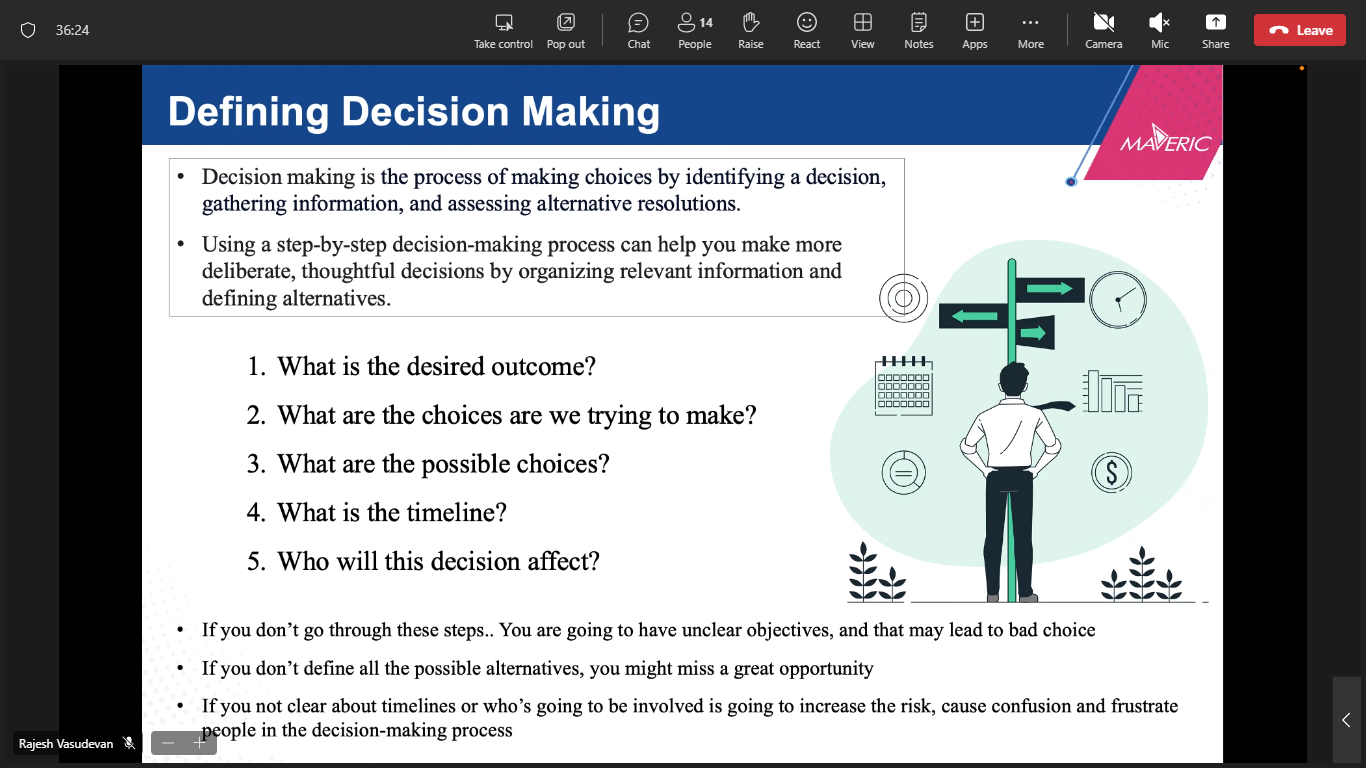 36:24
Take control
Pop out
Chat
14
People
Raise
React
View
Notes
Apps
More
Camera
Mic
Share
Leave
Defining Decision Making
MAVERIC
• Decision making is the process of making choices by identifying a decision,
gathering information, and assessing alternative resolutions.
• Using a step-by-step decision-making process can help you make more
deliberate, thoughtful decisions by organizing relevant information and
defining alternatives.
1. What is the desired outcome?
2. What are the choices are we trying to make?
3. What are the possible choices?
4. What is the timeline?
5. Who will this decision affect?
$
• If you don’t go through these steps.. You are going to have unclear objectives, and that may lead to bad choice
• If you don’t define all the possible alternatives, you might miss a great opportunity
• If you not clear about timelines or who’s going to be involved is going to increase the risk, cause confusion and frustrate
people in the decision-making process
Rajesh Vasudevan